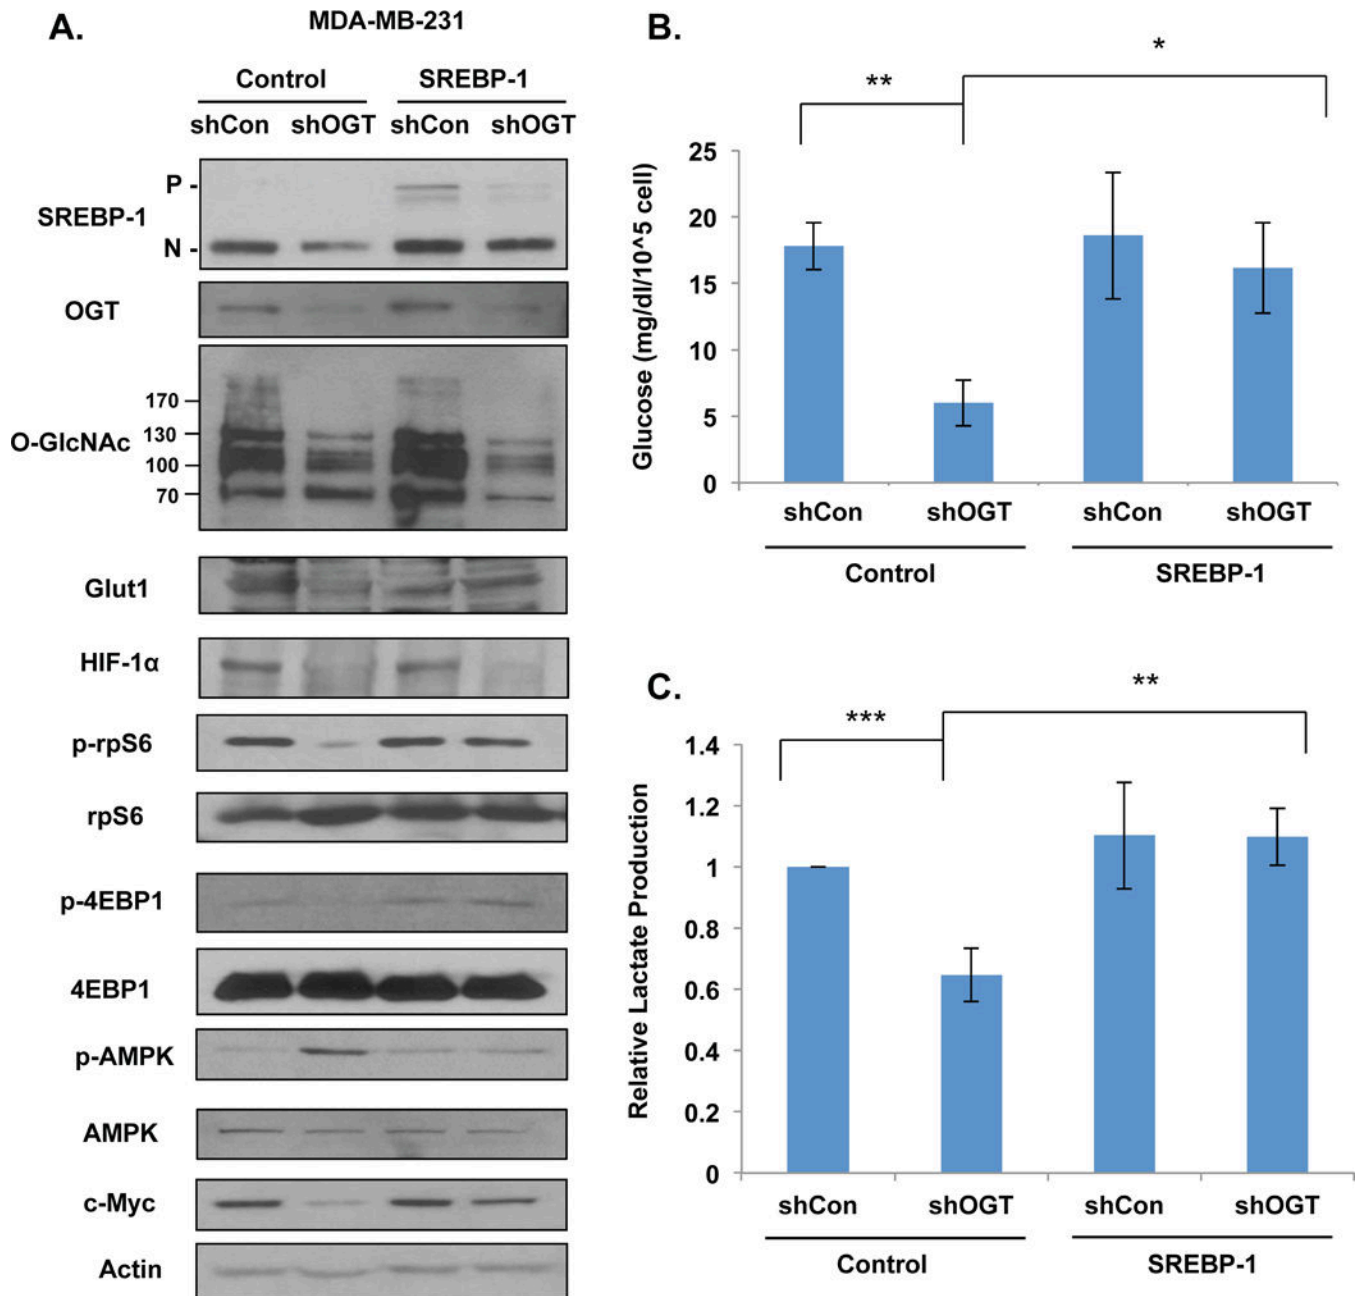 A.
MDA-MB-231
Control SREBP-1
shCon shOGT shCon shOGT
P -
SREBP-1
N -
OGT
170
130
O-GlcNAc
100
70
Glut1
HIF-1α
p-rpS6
rpS6
p-4EBP1
4EBP1
p-AMPK
AMPK
c-Myc
Actin
B.
*
**
Glucose (mg/dl/10^5 cell)
25
20
15
10
5
0
shCon shOGT shCon shOGT
Control SREBP-1
C.
**
***
Relative Lactate Production
1.4
1.2
1
0.8
0.6
0.4
0.2
0
shCon shOGT shCon shOGT
Control SREBP-1